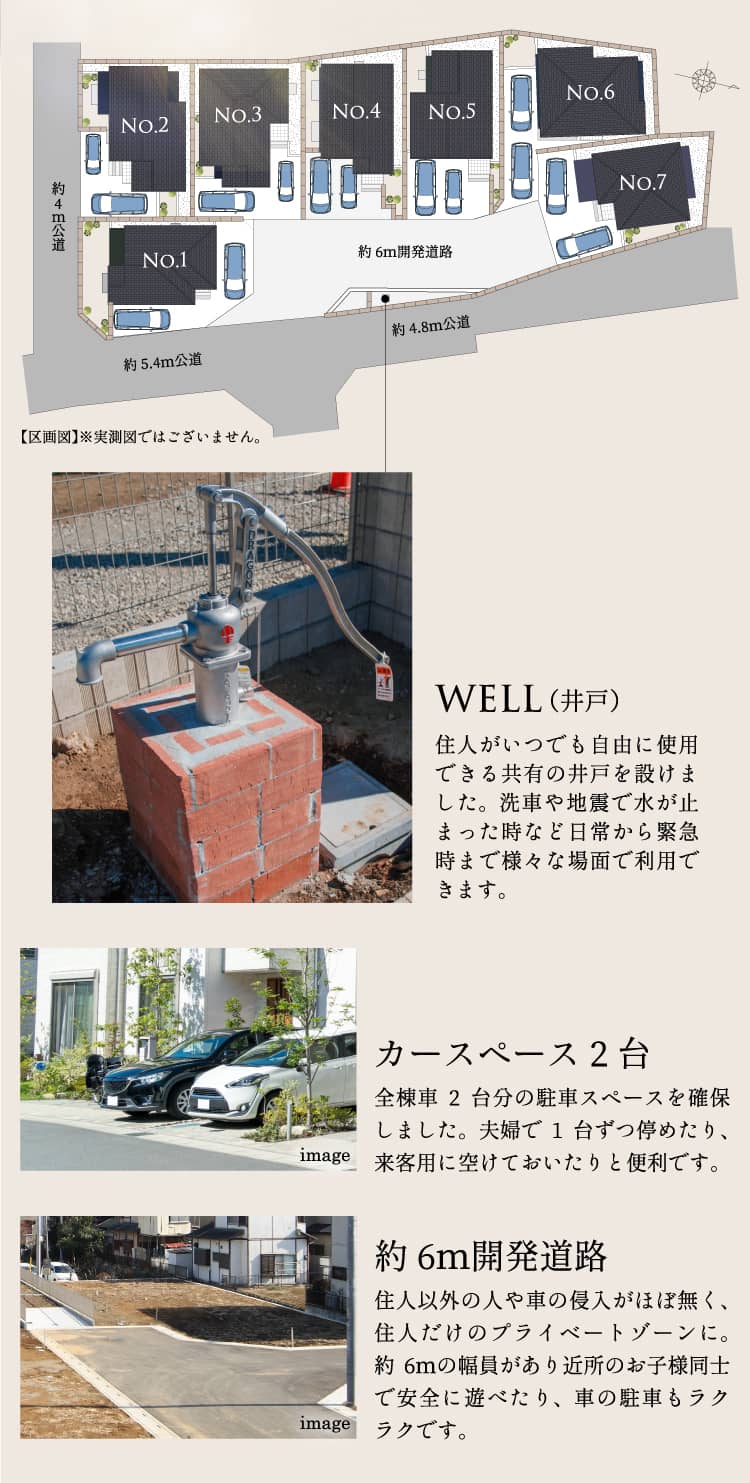 No.2
No.3
No.4
No.5
No.6
No.7
No.1
約4m公道
約6m開発道路
約4.8m公道
約5.4m公道
【区画図】※実測図ではございません。
DRAGON
WELL（井戸）
住人がいつでも自由に使用
できる共有の井戸を設けま
した。洗車や地震で水が止
まった時など日常から緊急
時まで様々な場面で利用で
きます。
image
カースペース2台
全棟車 2 台分の駐車スペースを確保
しました。夫婦で 1 台ずつ停めたり、
来客用に空けておいたりと便利です。
image
約6m開発道路
住人以外の人や車の侵入がほぼ無く、
住人だけのプライベートゾーンに。
約 6mの幅員があり近所のお子様同士
で安全に遊べたり、車の駐車もラク
ラクです。